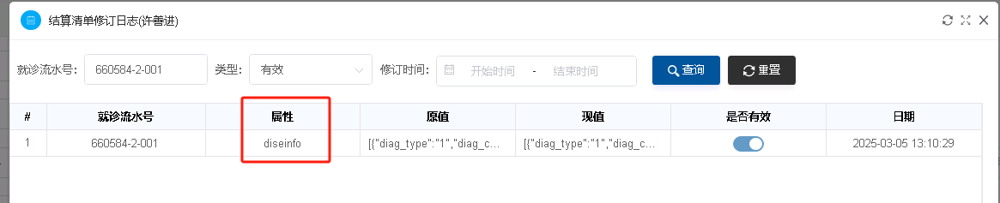 结算清单修订日志(许善进)
就诊流水号: 660584-2-001 类型: 有效 修订时间: 开始时间 - 结束时间 查询 重置
# 就诊流水号 属性 原值 现值 是否有效 日期
1 660584-2-001 diseinfo [{"diag_type":"1","diag_c... [{"diag_type":"1","diag_c... 2025-03-05 13:10:29